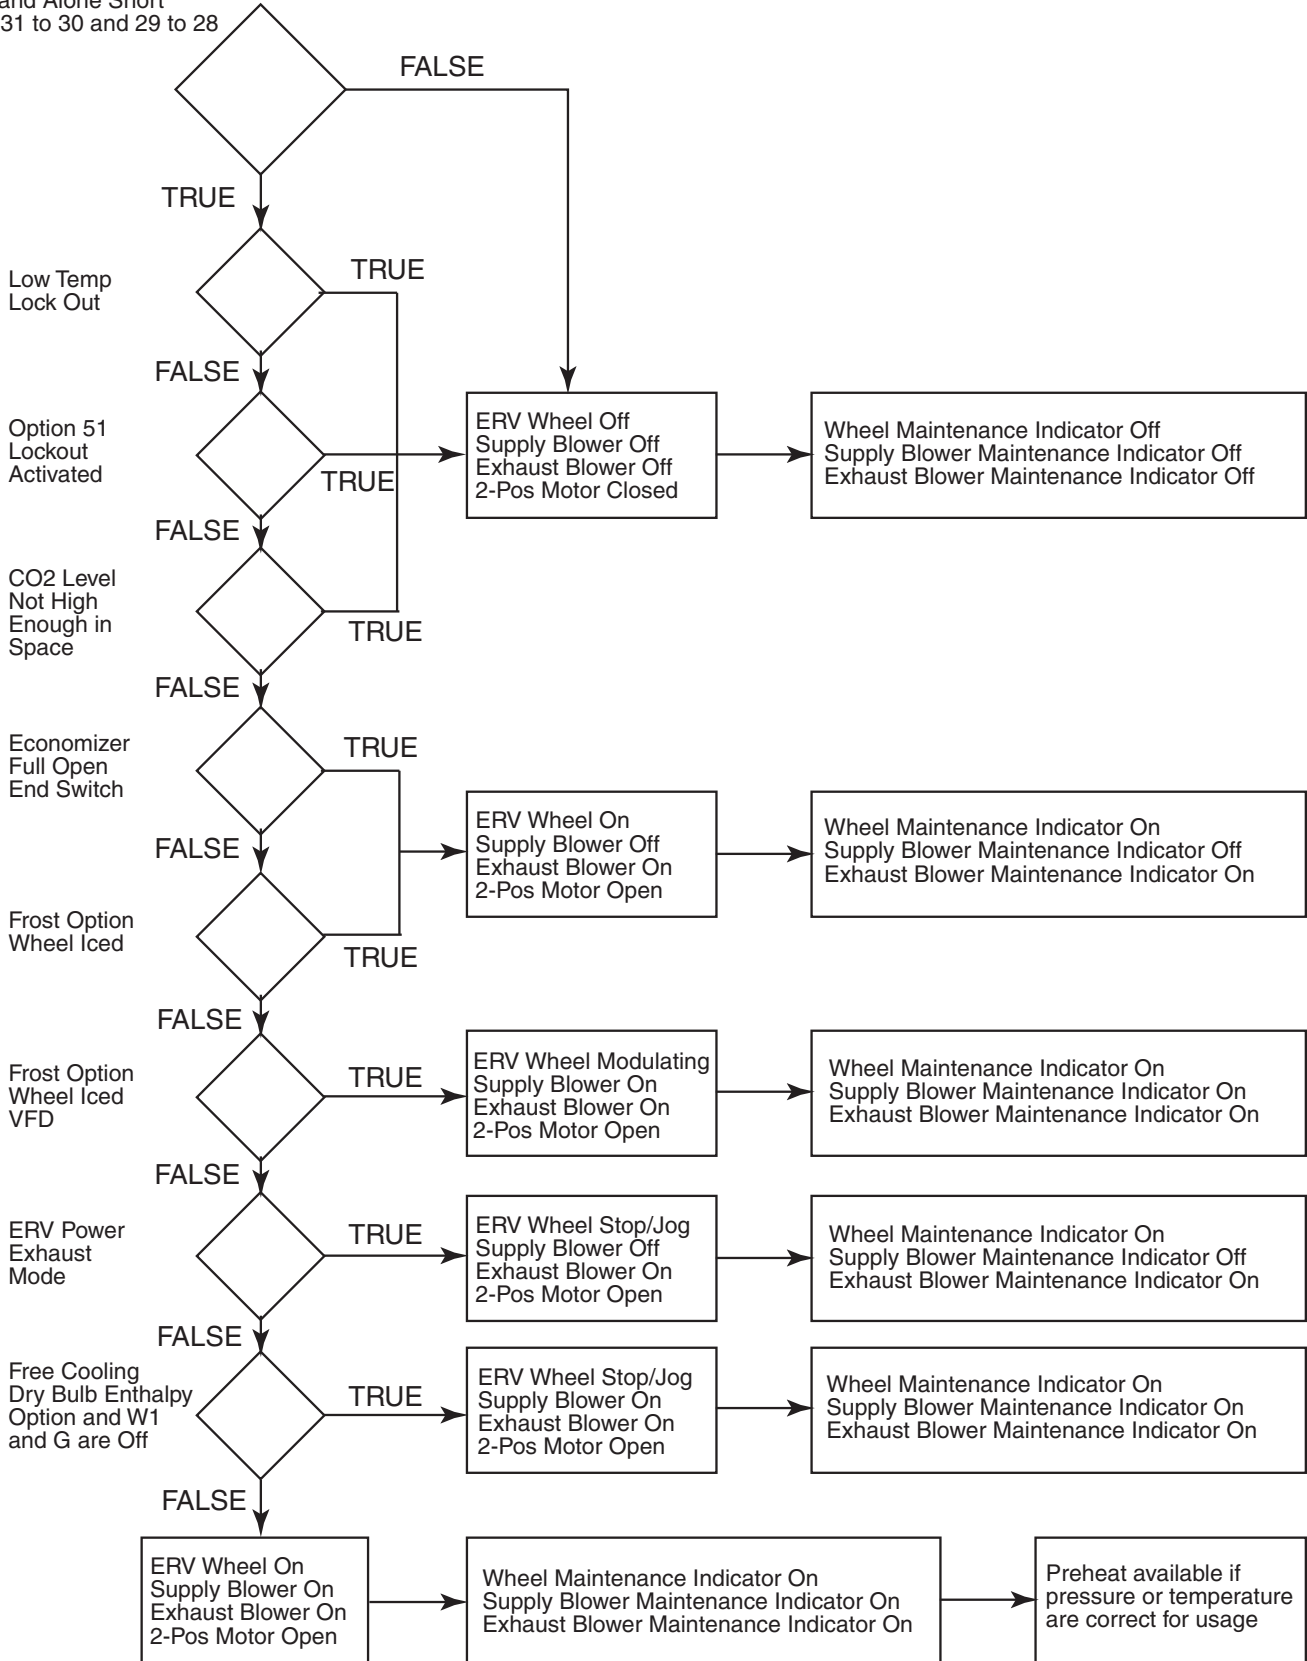 31 to 30 and 29 to 28
FALSE
TRUE
Low Temp
Lock Out
TRUE
FALSE
Option 51
Lockout
Activated
TRUE
ERV Wheel Off
Supply Blower Off
Exhaust Blower Off
2-Pos Motor Closed
Wheel Maintenance Indicator Off
Supply Blower Maintenance Indicator Off
Exhaust Blower Maintenance Indicator Off
FALSE
CO2 Level
Not High
Enough in
Space
TRUE
FALSE
Economizer
Full Open
End Switch
TRUE
ERV Wheel On
Supply Blower Off
Exhaust Blower On
2-Pos Motor Open
Wheel Maintenance Indicator On
Supply Blower Maintenance Indicator Off
Exhaust Blower Maintenance Indicator On
FALSE
Frost Option
Wheel Iced
TRUE
FALSE
Frost Option
Wheel Iced
VFD
TRUE
ERV Wheel Modulating
Supply Blower On
Exhaust Blower On
2-Pos Motor Open
Wheel Maintenance Indicator On
Supply Blower Maintenance Indicator On
Exhaust Blower Maintenance Indicator On
FALSE
ERV Power
Exhaust
Mode
TRUE
ERV Wheel Stop/Jog
Supply Blower Off
Exhaust Blower On
2-Pos Motor Open
Wheel Maintenance Indicator On
Supply Blower Maintenance Indicator Off
Exhaust Blower Maintenance Indicator On
FALSE
Free Cooling
Dry Bulb Enthalpy
Option and W1
and G are Off
TRUE
ERV Wheel Stop/Jog
Supply Blower On
Exhaust Blower On
2-Pos Motor Open
Wheel Maintenance Indicator On
Supply Blower Maintenance Indicator On
Exhaust Blower Maintenance Indicator On
FALSE
ERV Wheel On
Supply Blower On
Exhaust Blower On
2-Pos Motor Open
Wheel Maintenance Indicator On
Supply Blower Maintenance Indicator On
Exhaust Blower Maintenance Indicator On
Preheat available if
pressure or temperature
are correct for usage